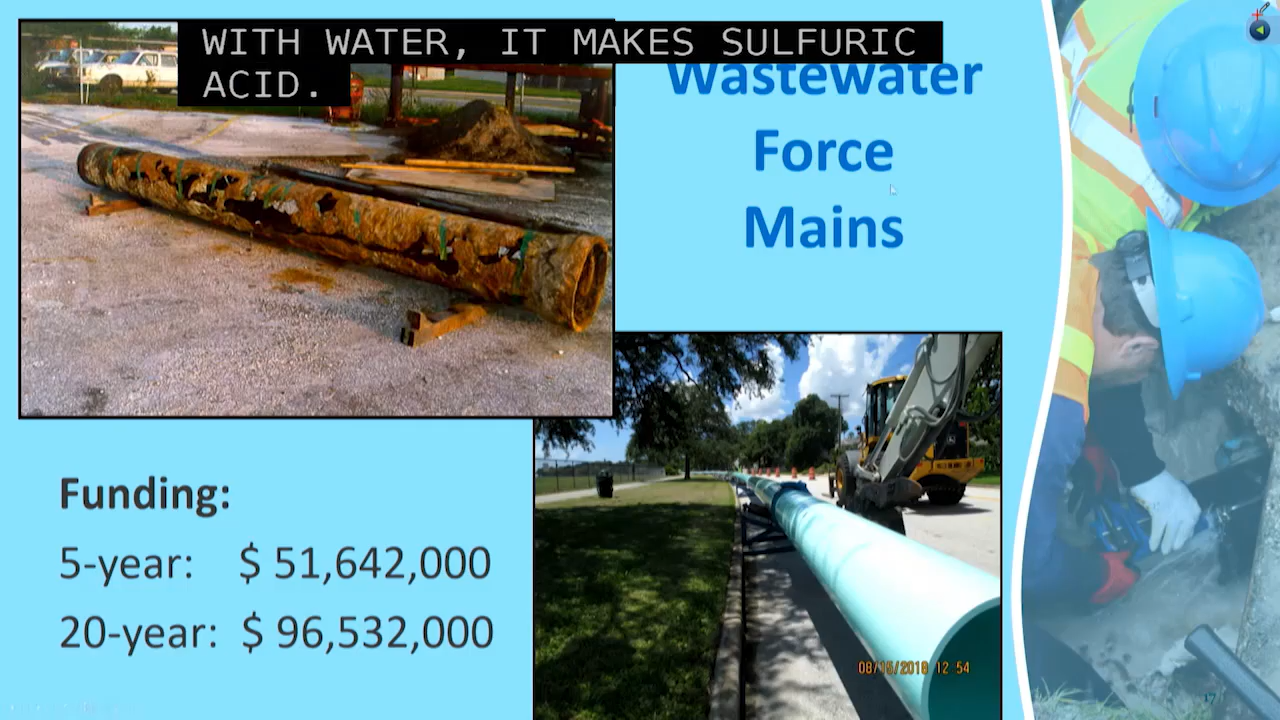 WITH WATER, IT MAKES SULFURIC
ACID.
Wastewater
Force
Mains
Funding:
5-year: $ 51,642,000
20-year: $ 96,532,000
08/16/2018 12 54
17